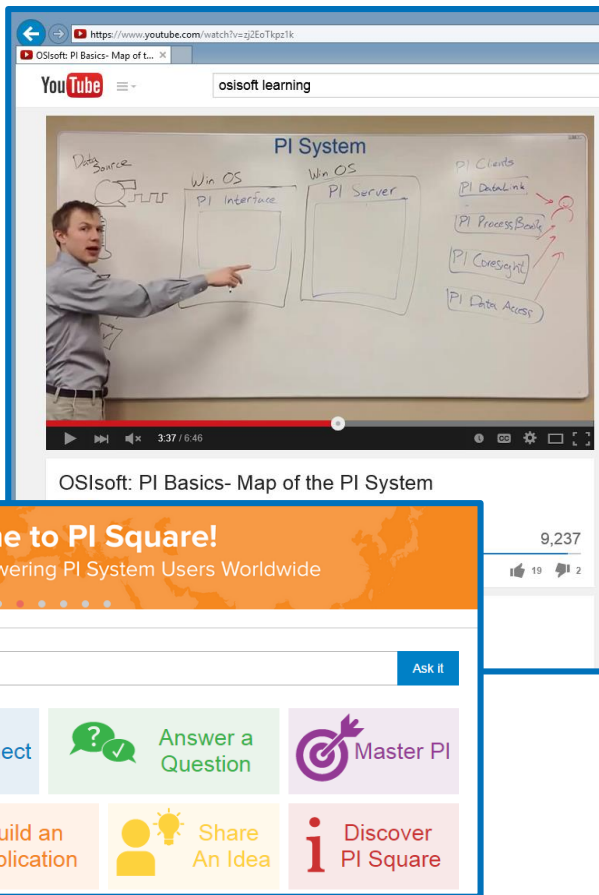 https://www.youtube.com/watch?v=zj2EoTkpz1k
OSIsoft: PI Basics- Map of t...
YouTube
osisoft learning
PI System
Data Source
Win OS
Win OS
PI Clients
PI Interface
PI Server
PI DataLink
PI ProcessBook
PI Coresight
PI Data Access
3:37 / 6:46
CC
OSIsoft: PI Basics- Map of the PI System
9,237
19 2
e to PI Square!
wering PI System Users Worldwide
Ask it
ect
Answer a
Question
Master PI
uild an
plication
Share
An Idea
Discover
PI Square